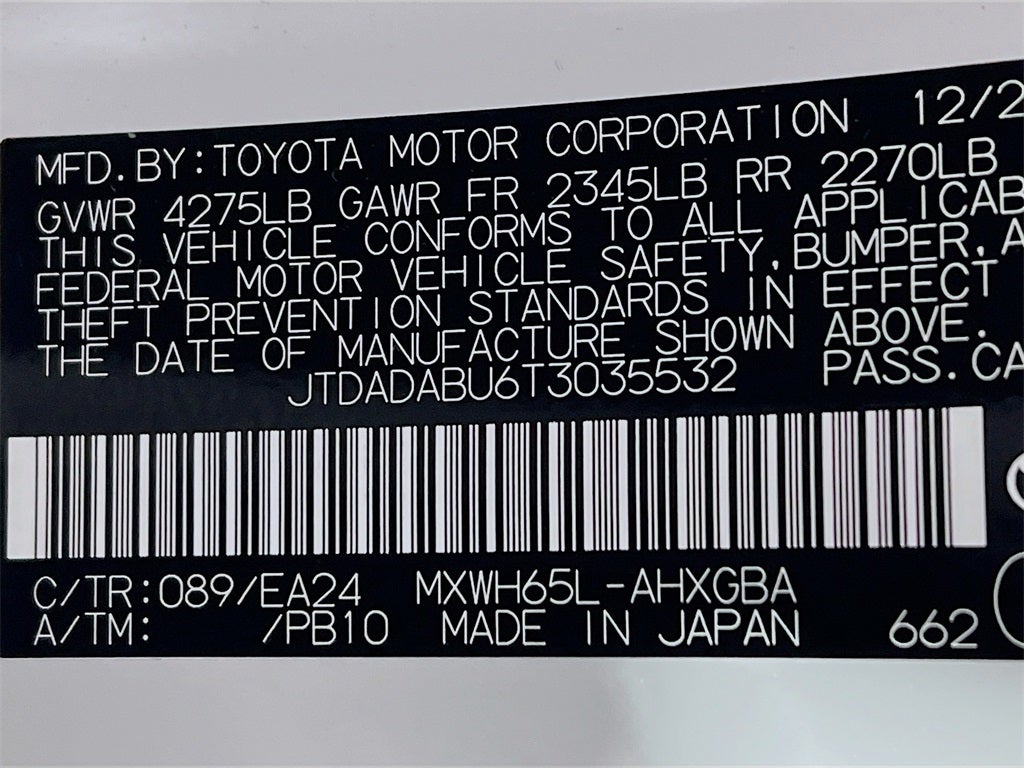 MFD. BY: TOYOTA MOTOR CORPORATION 12/2
GVWR 4275LB GAWR FR 2345LB RR 2270LB
THIS VEHICLE CONFORMS TO ALL APPLICAB
FEDERAL MOTOR VEHICLE SAFETY, BUMPER, A
THEFT PREVENTION STANDARDS IN EFFECT
THE DATE OF MANUFACTURE SHOWN ABOVE.
JTDADABU6T3035532 PASS.CA
C/TR:089/EA24 MXWH65L-AHXGBA
A/TM: /PB10 MADE IN JAPAN 662